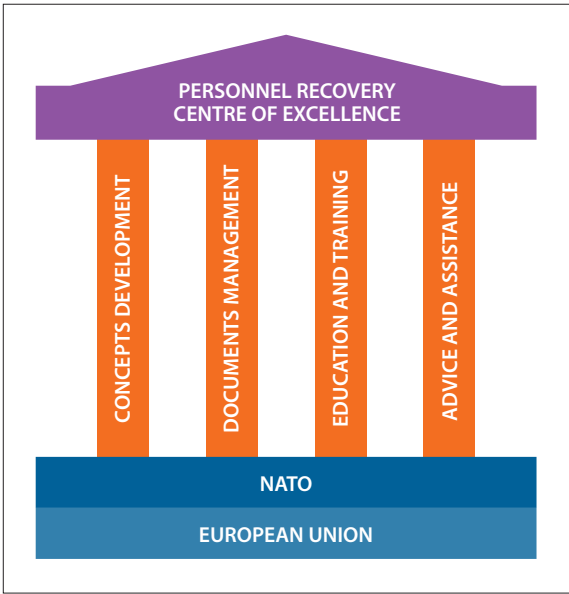 PERSONNEL RECOVERY
CENTRE OF EXCELLENCE
CONCEPTS DEVELOPMENT
DOCUMENTS MANAGEMENT
EDUCATION AND TRAINING
ADVICE AND ASSISTANCE
NATO
EUROPEAN UNION